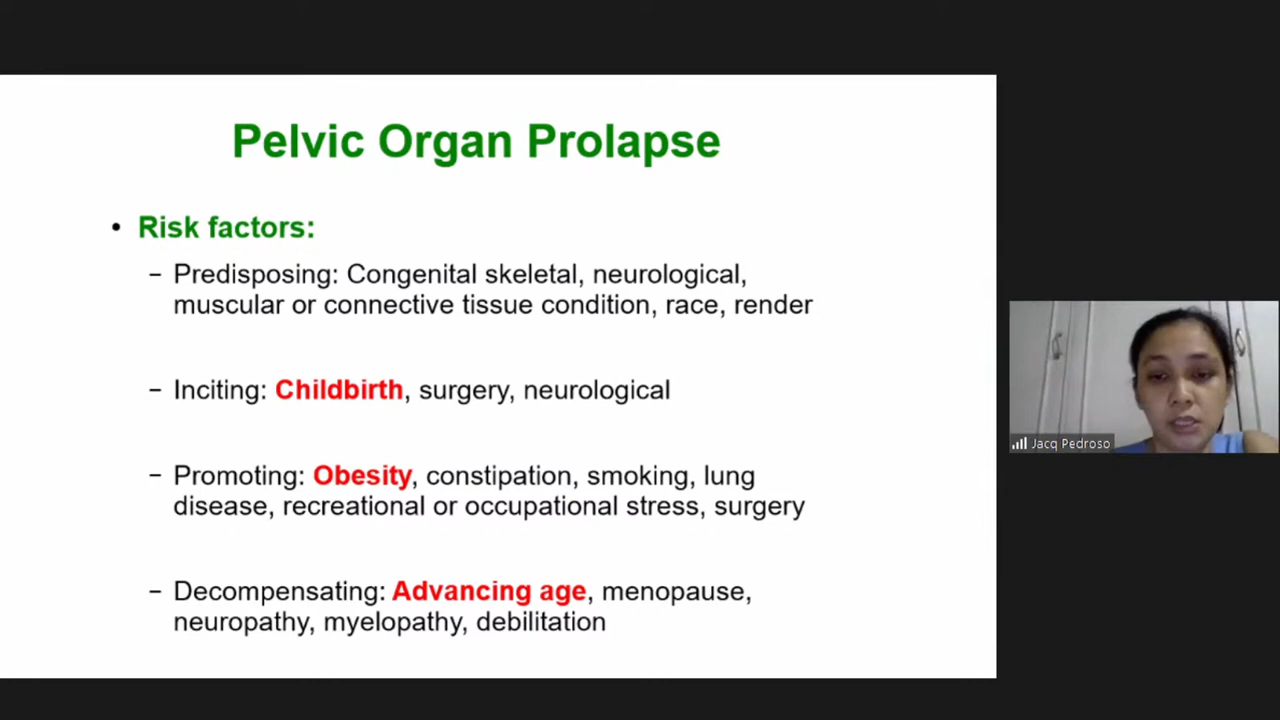 Pelvic Organ Prolapse
• Risk factors:
– Predisposing: Congenital skeletal, neurological,
muscular or connective tissue condition, race, render
– Inciting: Childbirth, surgery, neurological
– Promoting: Obesity, constipation, smoking, lung
disease, recreational or occupational stress, surgery
– Decompensating: Advancing age, menopause,
neuropathy, myelopathy, debilitation
Jacq Pedroso